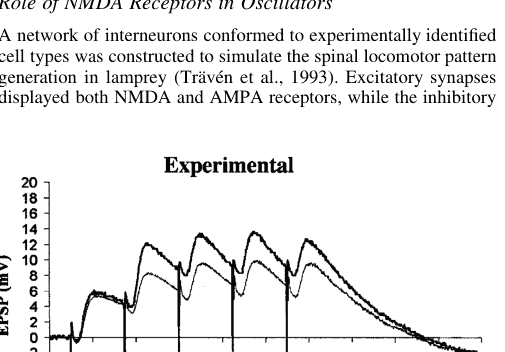 Role of NMDA Receptors in Oscillators
A network of interneurons conformed to experimentally identified
cell types was constructed to simulate the spinal locomotor pattern
generation in lamprey (Trävén et al., 1993). Excitatory synapses
displayed both NMDA and AMPA receptors, while the inhibitory
Experimental
20
18
16
14
12
10
8
6
4
2
0
EPSP (mV)